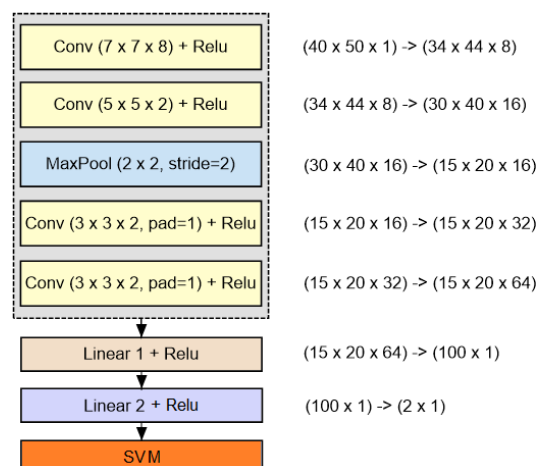 Conv (7 x 7 x 8) + Relu (40 x 50 x 1) -> (34 x 44 x 8)
Conv (5 x 5 x 2) + Relu (34 x 44 x 8) -> (30 x 40 x 16)
MaxPool (2 x 2, stride=2) (30 x 40 x 16) -> (15 x 20 x 16)
Conv (3 x 3 x 2, pad=1) + Relu (15 x 20 x 16) -> (15 x 20 x 32)
Conv (3 x 3 x 2, pad=1) + Relu (15 x 20 x 32) -> (15 x 20 x 64)
Linear 1 + Relu (15 x 20 x 64) -> (100 x 1)
Linear 2 + Relu (100 x 1) -> (2 x 1)
SVM